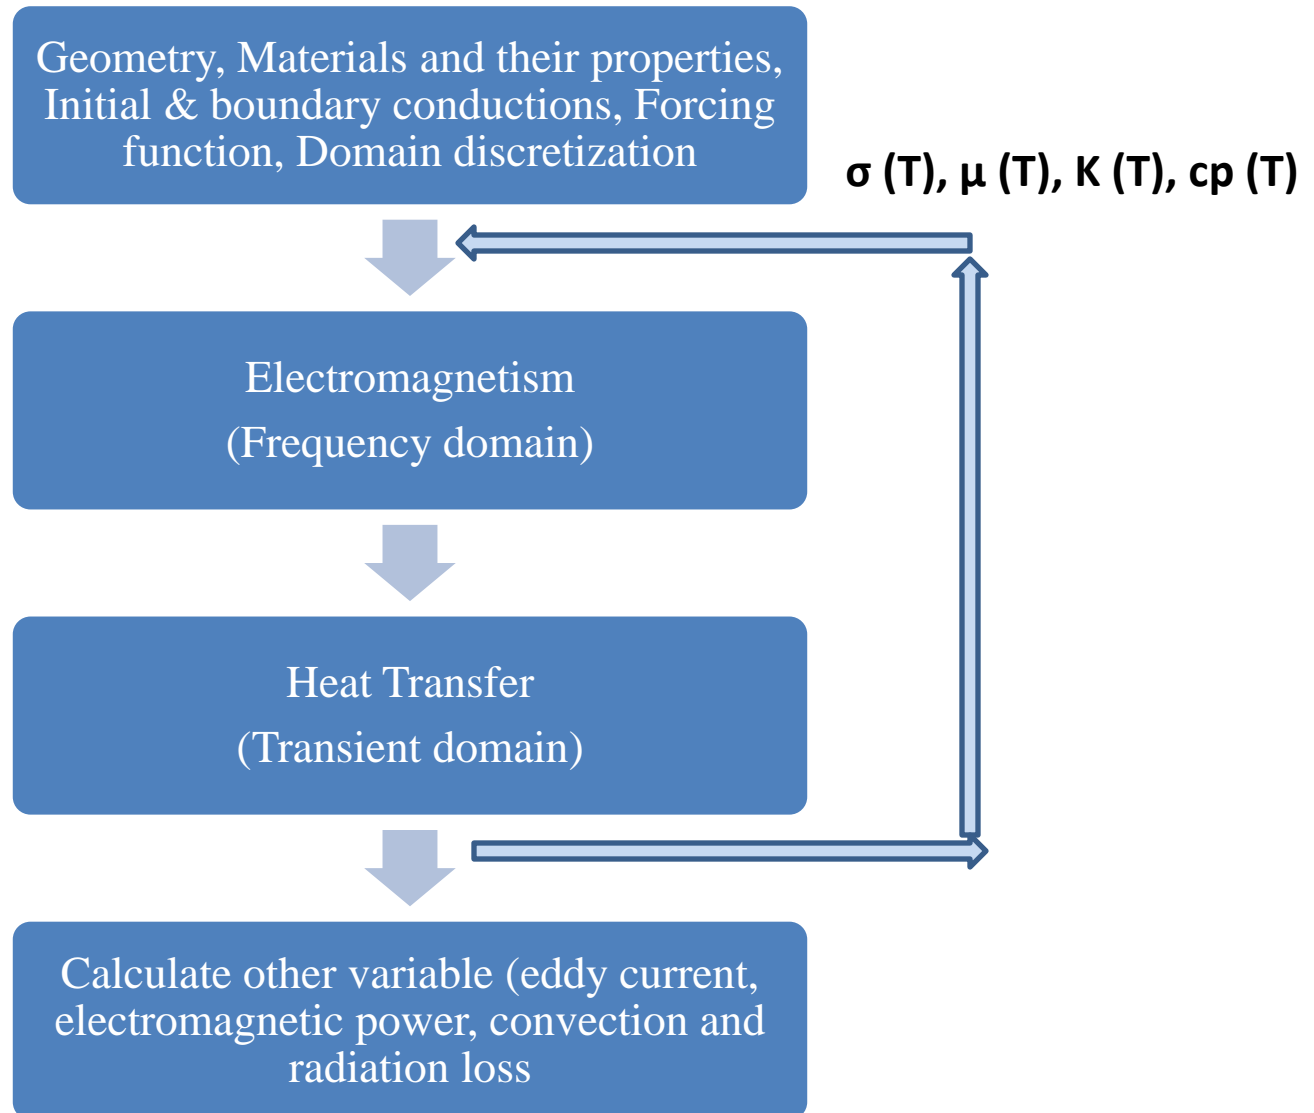 Geometry, Materials and their properties,
Initial & boundary conductions, Forcing
function, Domain discretization
σ (T), μ (T), K (T), cp (T)
Electromagnetism
(Frequency domain)
Heat Transfer
(Transient domain)
Calculate other variable (eddy current,
electromagnetic power, convection and
radiation loss